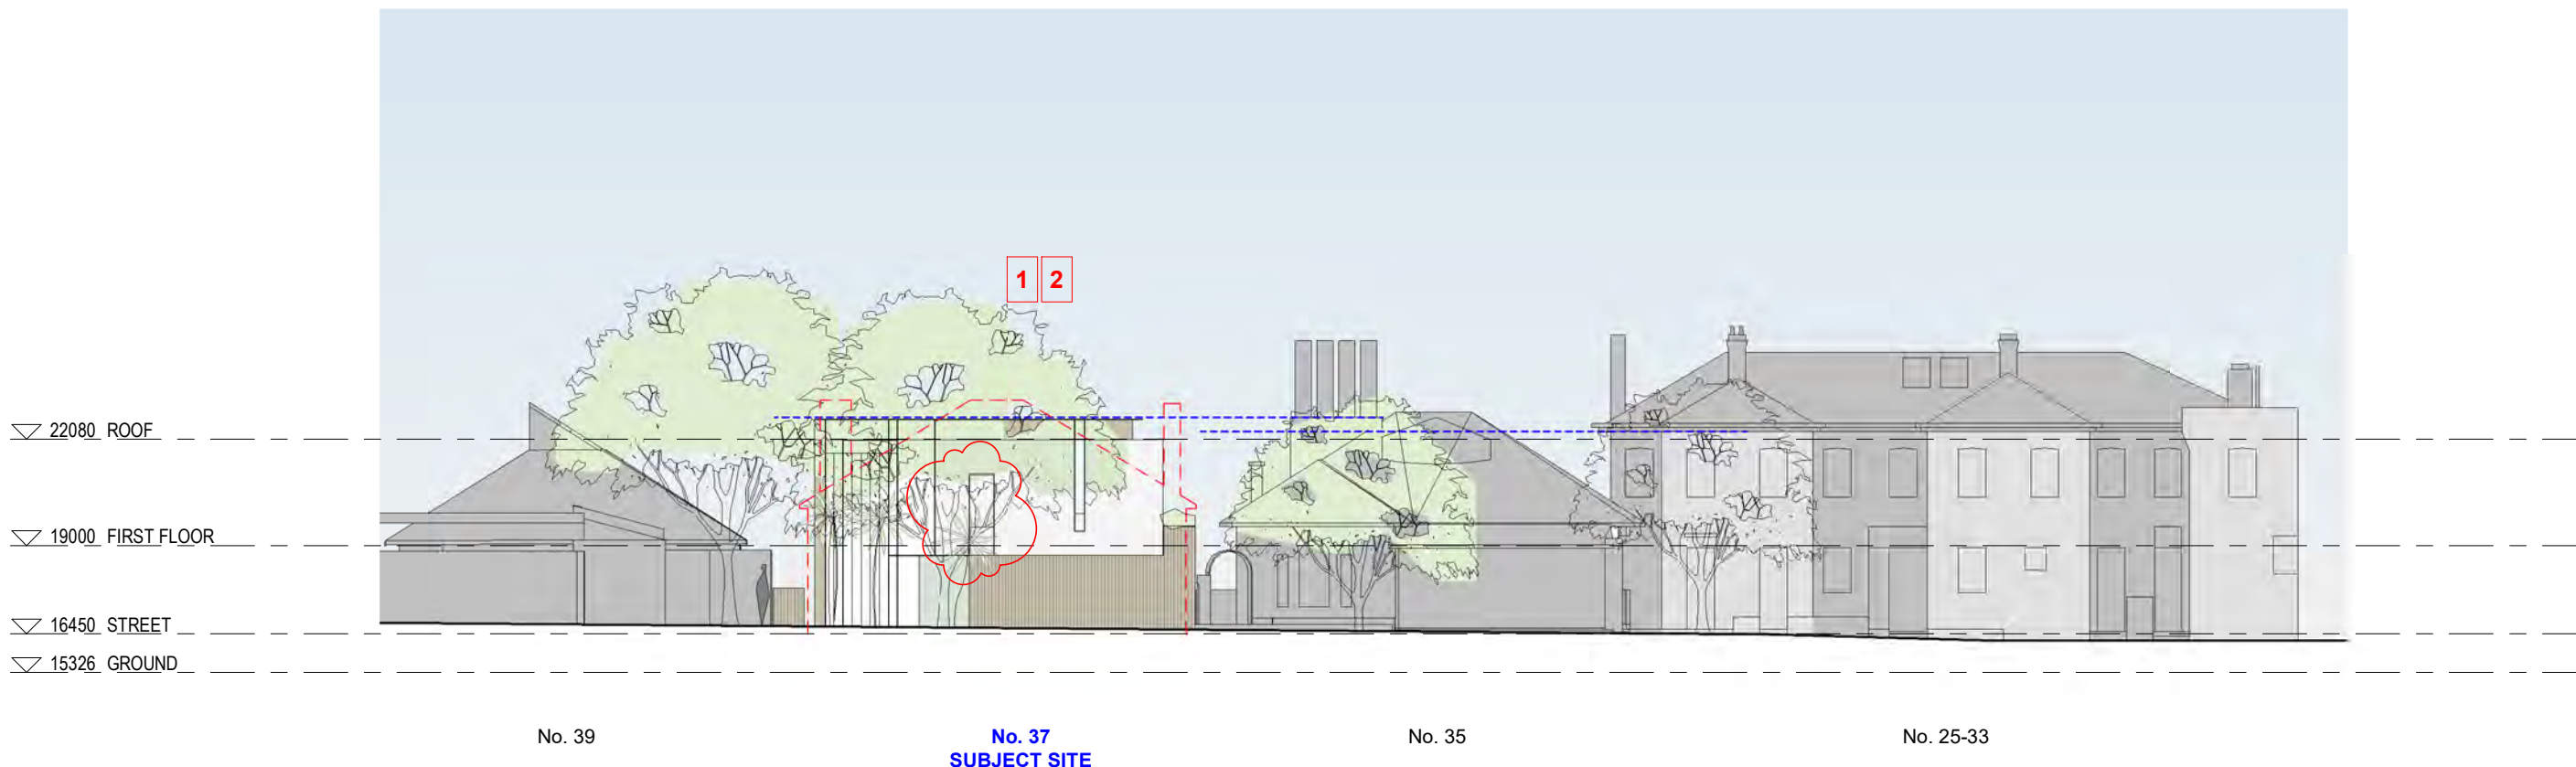 1 2
22080 ROOF
19000 FIRST FLOOR
16450 STREET
15326 GROUND
No. 39
No. 37
SUBJECT SITE
No. 35
No. 25-33